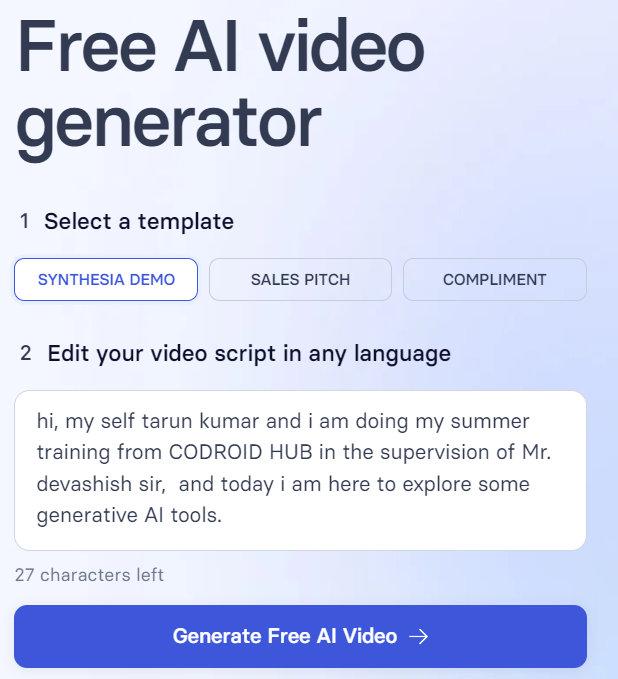 Free AI video
generator
1 Select a template
SYNTHESIA DEMO SALES PITCH COMPLIMENT
2 Edit your video script in any language
hi, my self tarun kumar and i am doing my summer
training from CODROID HUB in the supervision of Mr.
devashish sir,  and today i am here to explore some
generative AI tools.
27 characters left
Generate Free AI Video →